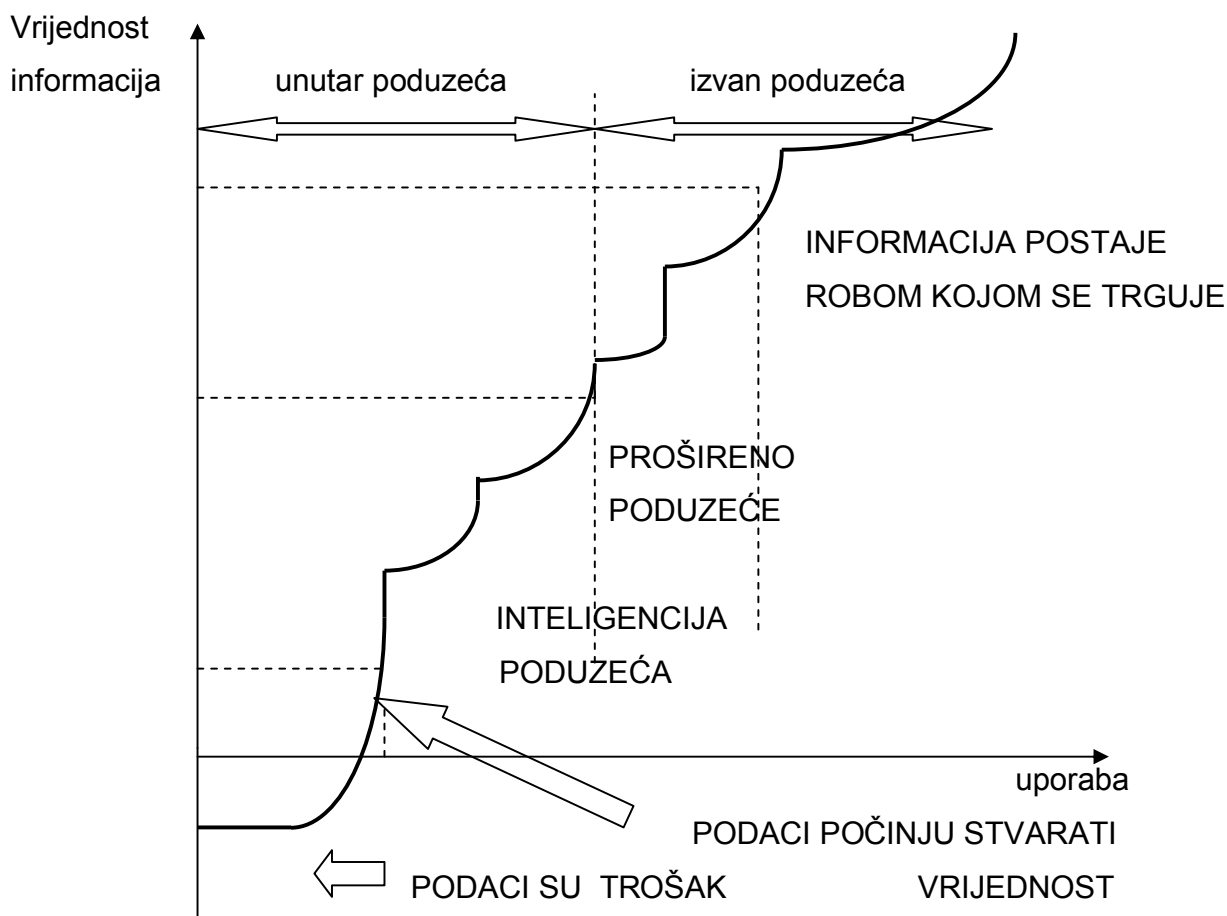 Vrijednost
informacija
unutar poduzeća
izvan poduzeća
INFORMACIJA POSTAJE
ROBOM KOJOM SE TRGUJE
PROŠIRENO
PODUZEĆE
INTELIGENCIJA
PODUZEĆA
uporaba
PODACI POČINJU STVARATI
VRIJEDNOST
PODACI SU TROŠAK